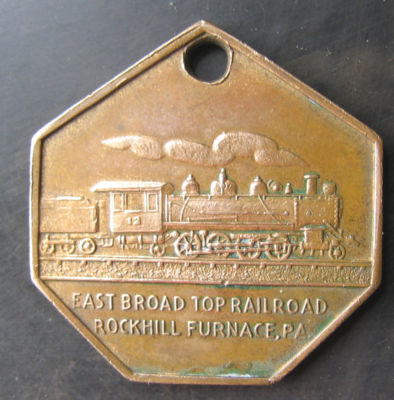 12
EAST BROAD TOP RAILROAD
ROCKHILL FURNACE, PA.